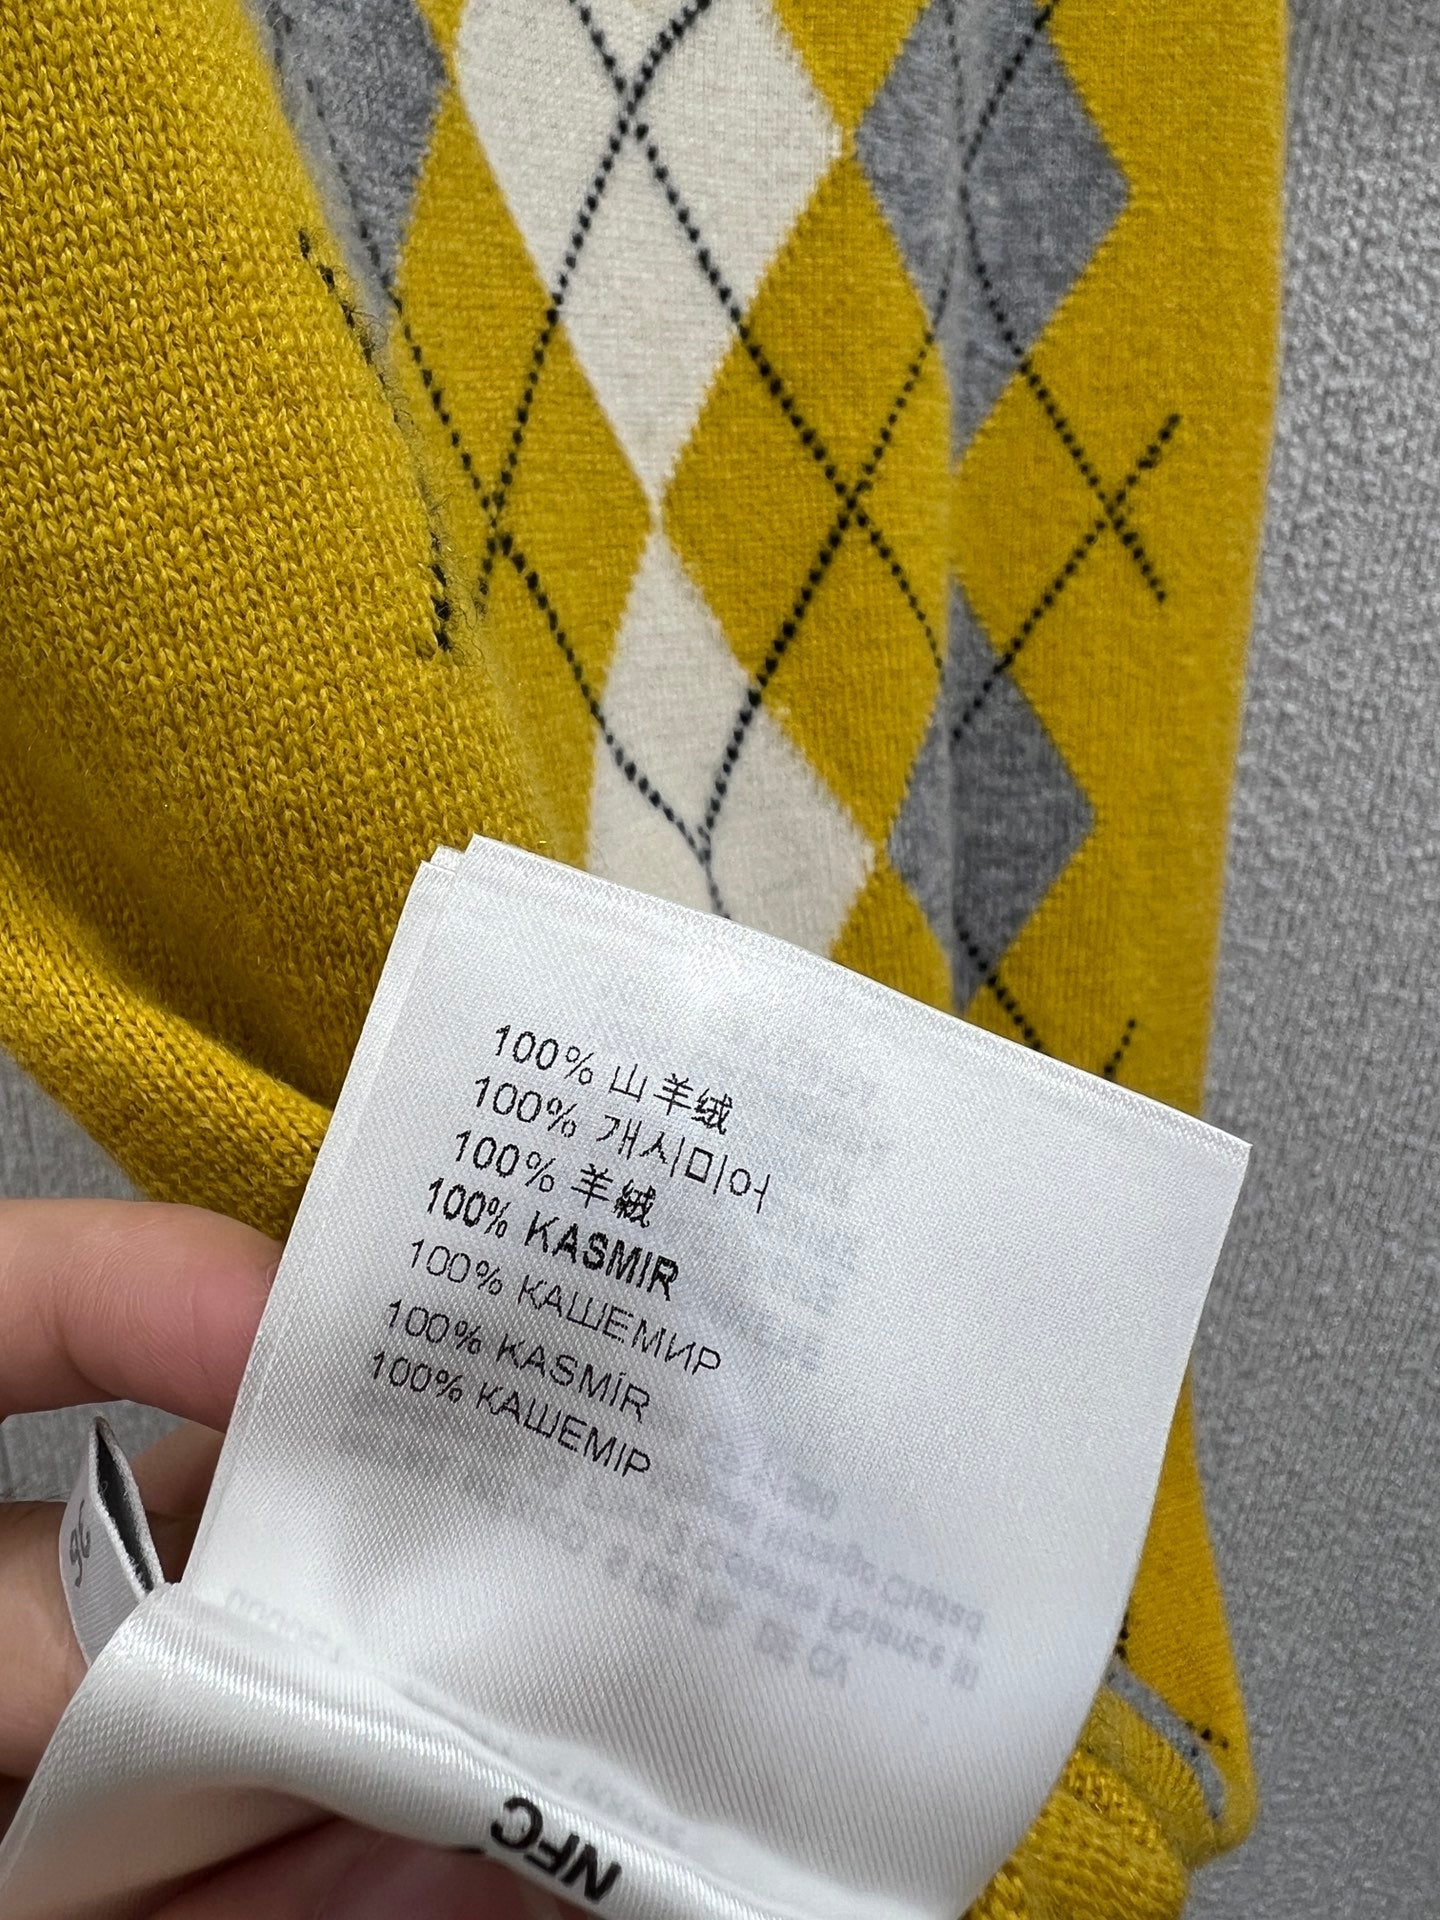 100% 山羊绒
100% 개시미어
100% 羊絨
100% KASMIR
100% КАШЕМИР
100% KASMİR
100% КАШЕМІР
NFC